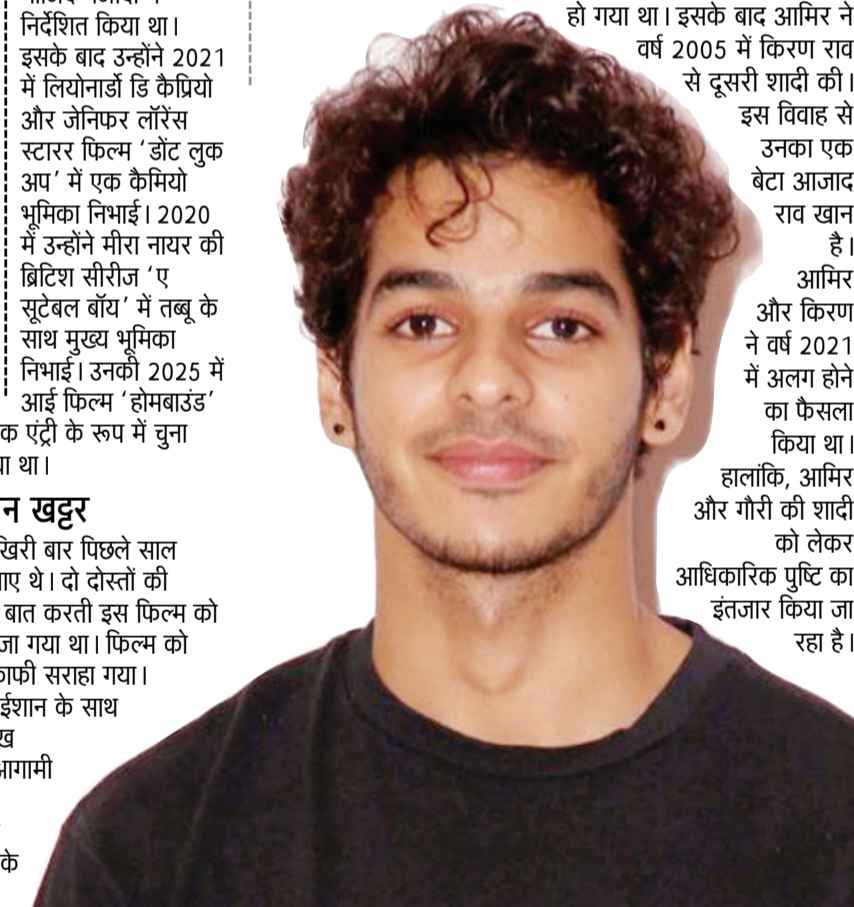 निर्देशित किया था।
इसके बाद उन्होंने 2021
में लियोनार्डो डि कैप्रियो
और जेनिफर लॉरेंस
स्टारर फिल्म ‘डोंट लुक
अप’ में एक कैमियो
भूमिका निभाई। 2020
में उन्होंने मीरा नायर की
ब्रिटिश सीरीज ‘ए
सूटेबल बॉय’ में तब्बू के
साथ मुख्य भूमिका
निभाई। उनकी 2025 में
आई फिल्म ‘होमबाउंड’
क एंट्री के रूप में चुना
था।
खट्टर
बार पिछले साल
थे। दो दोस्तों की
बात करती इस फिल्म को
गया था। फिल्म को
सराहा गया।
ईशान के साथ
के
हो गया था। इसके बाद आमिर ने
वर्ष 2005 में किरण राव
से दूसरी शादी की।
इस विवाह से
उनका एक
बेटा आजाद
राव खान
है।
आमिर
और किरण
ने वर्ष 2021
में अलग होने
का फैसला
किया था।
हालांकि, आमिर
और गौरी की शादी
को लेकर
आधिकारिक पुष्टि का
इंतजार किया जा
रहा है।